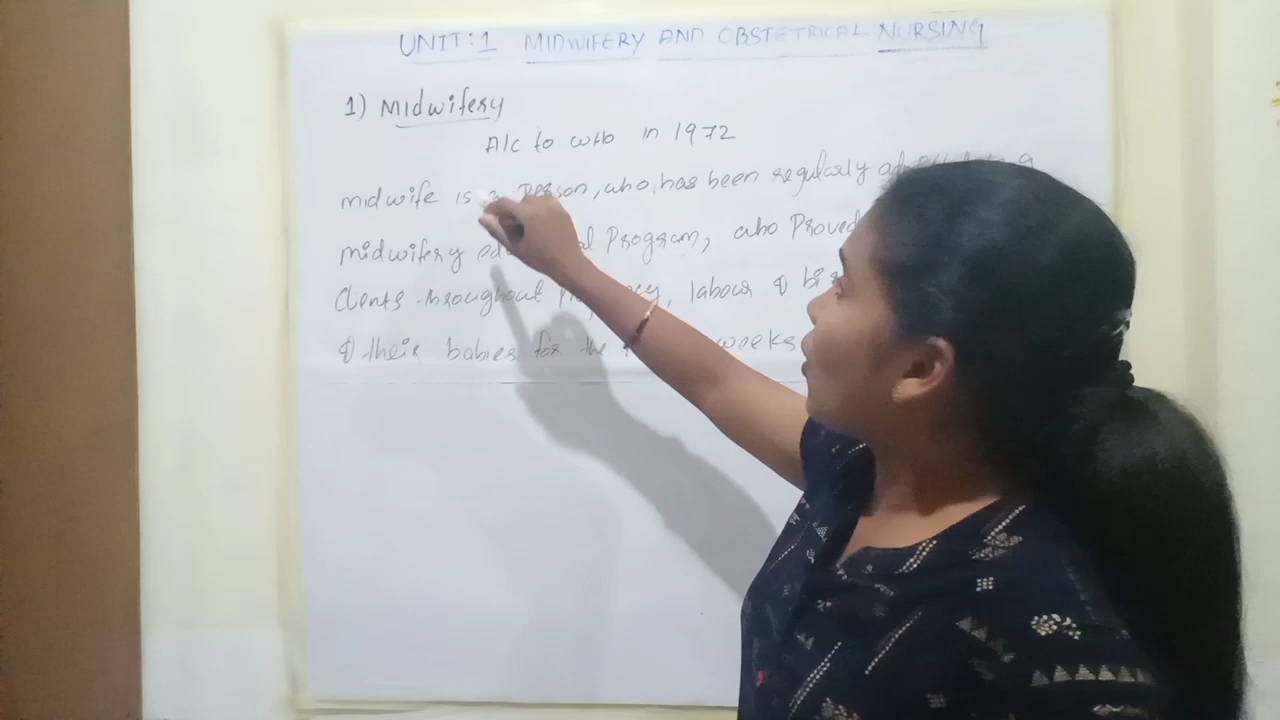 UNIT:1 MIDWIFERY AND OBSTETRICAL NURSING
1) Midwifery
A/c to who in 1972
midwife is a Person, who has been regularly
midwifery Program, who Proved
Clients throughout labour &
& their babies for the weeks